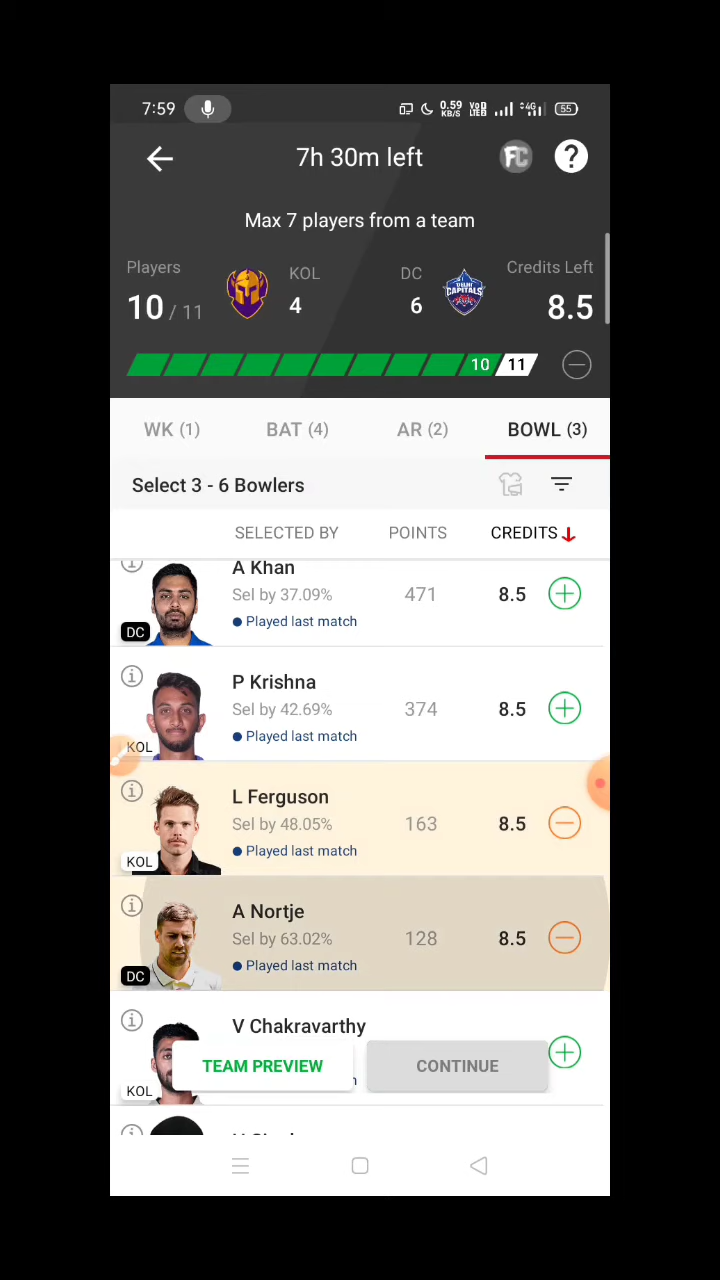 7:59 0.59 KB/S Vo) LTE2 4G 55
7h 30m left FC ?
Max 7 players from a team
Players KOL DC Credits Left
10 / 11 4 DELHI CAPITALS 6 8.5
10 11
WK (1) BAT (4) AR (2) BOWL (3)
Select 3 - 6 Bowlers
SELECTED BY POINTS CREDITS
A Khan
Sel by 37.09% 471 8.5
Played last match
DC
P Krishna
Sel by 42.69% 374 8.5
Played last match
KOL
L Ferguson
Sel by 48.05% 163 8.5
Played last match
KOL
A Nortje
Sel by 63.02% 128 8.5
Played last match
DC
V Chakravarthy
TEAM PREVIEW CONTINUE
KOL